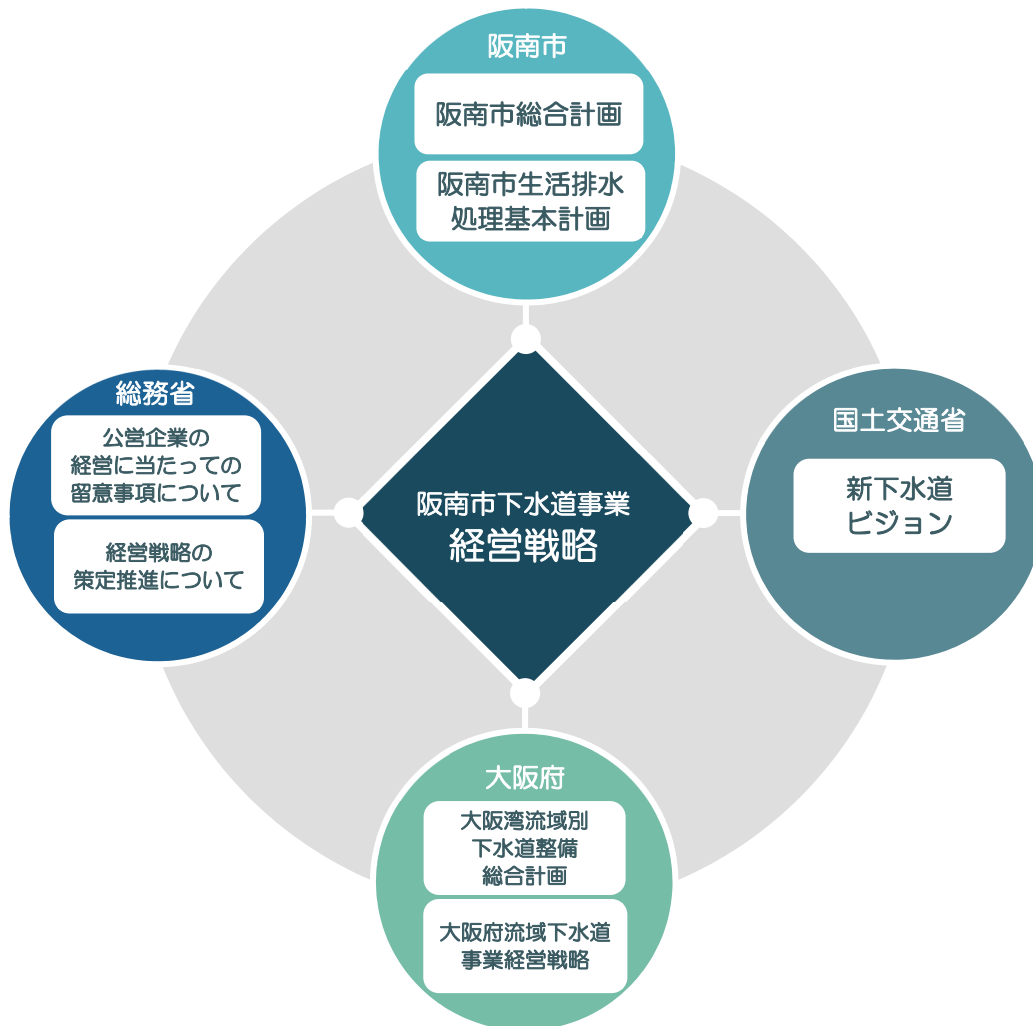 阪南市
阪南市総合計画
阪南市生活排水
処理基本計画
総務省
公営企業の
経営に当たっての
留意事項について
経営戦略の
策定推進について
阪南市下水道事業
経営戦略
国土交通省
新下水道
ビジョン
大阪府
大阪湾流域別
下水道整備
総合計画
大阪府流域下水道
事業経営戦略